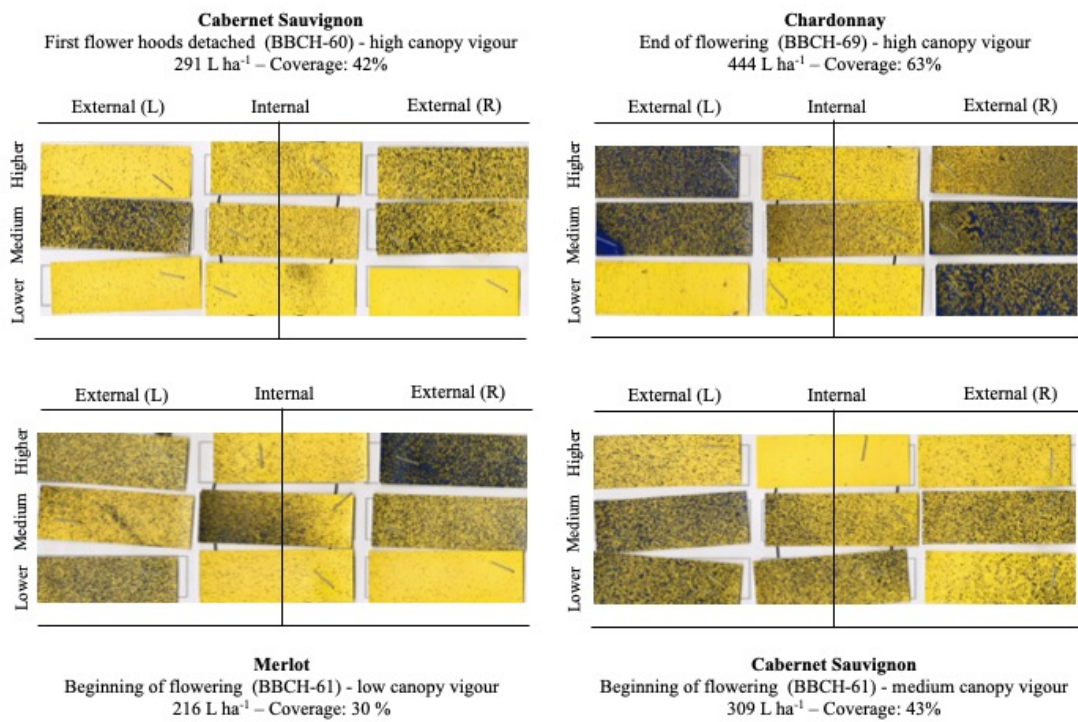 Cabernet Sauvignon
First flower hoods detached (BBCH-60) - high canopy vigour
291 L ha⁻¹ – Coverage: 42%
External (L) Internal External (R)
Higher
Medium
Lower
Chardonnay
End of flowering (BBCH-69) - high canopy vigour
444 L ha⁻¹ – Coverage: 63%
External (L) Internal External (R)
Higher
Medium
Lower
External (L) Internal External (R)
Higher
Medium
Lower
Merlot
Beginning of flowering (BBCH-61) - low canopy vigour
216 L ha⁻¹ – Coverage: 30 %
External (L) Internal External (R)
Higher
Medium
Lower
Cabernet Sauvignon
Beginning of flowering (BBCH-61) - medium canopy vigour
309 L ha⁻¹ – Coverage: 43%